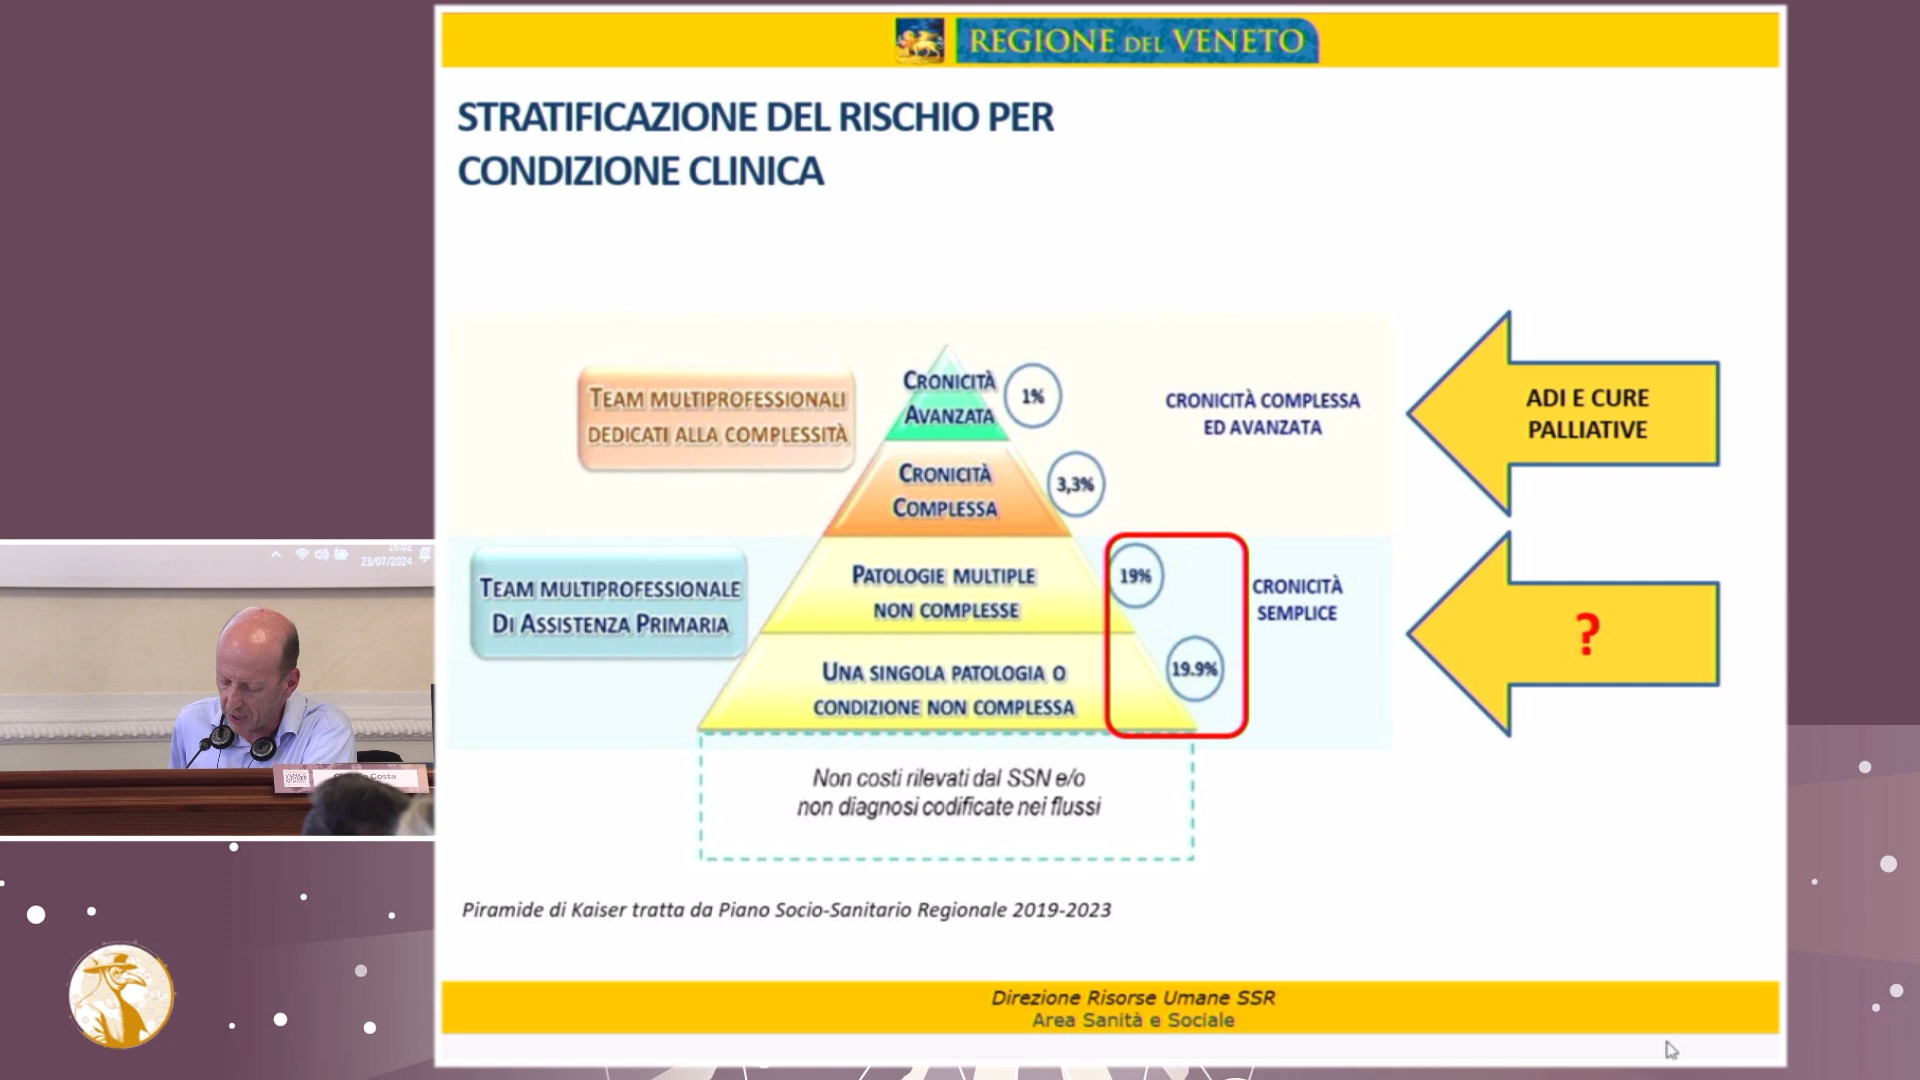 REGIONE DEL VENETO
STRATIFICAZIONE DEL RISCHIO PER
CONDIZIONE CLINICA
TEAM MULTIPROFESSIONALI
DEDICATI ALLA COMPLESSITÀ
CRONICITÀ
AVANZATA
1%
CRONICITÀ COMPLESSA
ED AVANZATA
ADI E CURE
PALLIATIVE
CRONICITÀ
COMPLESSA
3,3%
TEAM MULTIPROFESSIONALE
DI ASSISTENZA PRIMARIA
PATOLOGIE MULTIPLE
NON COMPLESSE
19%
CRONICITÀ
SEMPLICE
?
UNA SINGOLA PATOLOGIA O
CONDIZIONE NON COMPLESSA
19.9%
Non costi rilevati dal SSN e/o
non diagnosi codificate nei flussi
Piramide di Kaiser tratta da Piano Socio-Sanitario Regionale 2019-2023
Direzione Risorse Umane SSR
Area Sanità e Sociale
23/07/2024
Costa